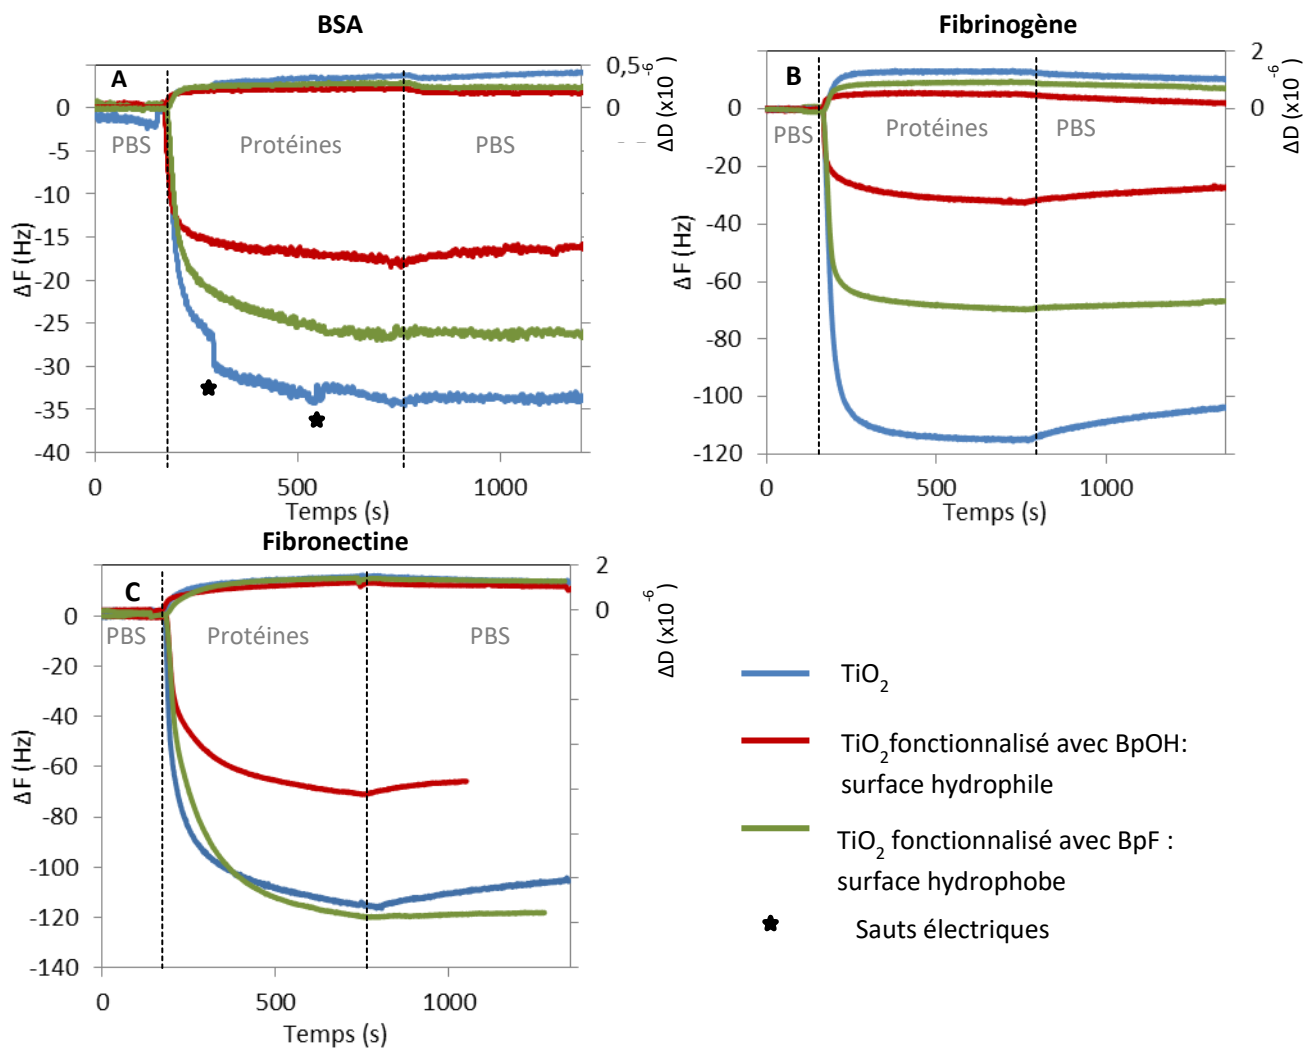 BSA
A
0,5
0
ΔD (x10⁻⁶)
0
-5
-10
-15
-20
-25
-30
-35
-40
ΔF (Hz)
PBS
Protéines
PBS
0
500
1000
Temps (s)
Fibrinogène
B
2
0
ΔD (x10⁻⁶)
0
-20
-40
-60
-80
-100
-120
ΔF (Hz)
PBS
Protéines
PBS
0
500
1000
Temps (s)
Fibronectine
C
2
0
ΔD (x10⁻⁶)
0
-20
-40
-60
-80
-100
-120
-140
ΔF (Hz)
PBS
Protéines
PBS
0
500
1000
Temps (s)
TiO₂
TiO₂fonctionnalisé avec BpOH:
surface hydrophile
TiO₂ fonctionnalisé avec BpF :
surface hydrophobe
Sauts électriques